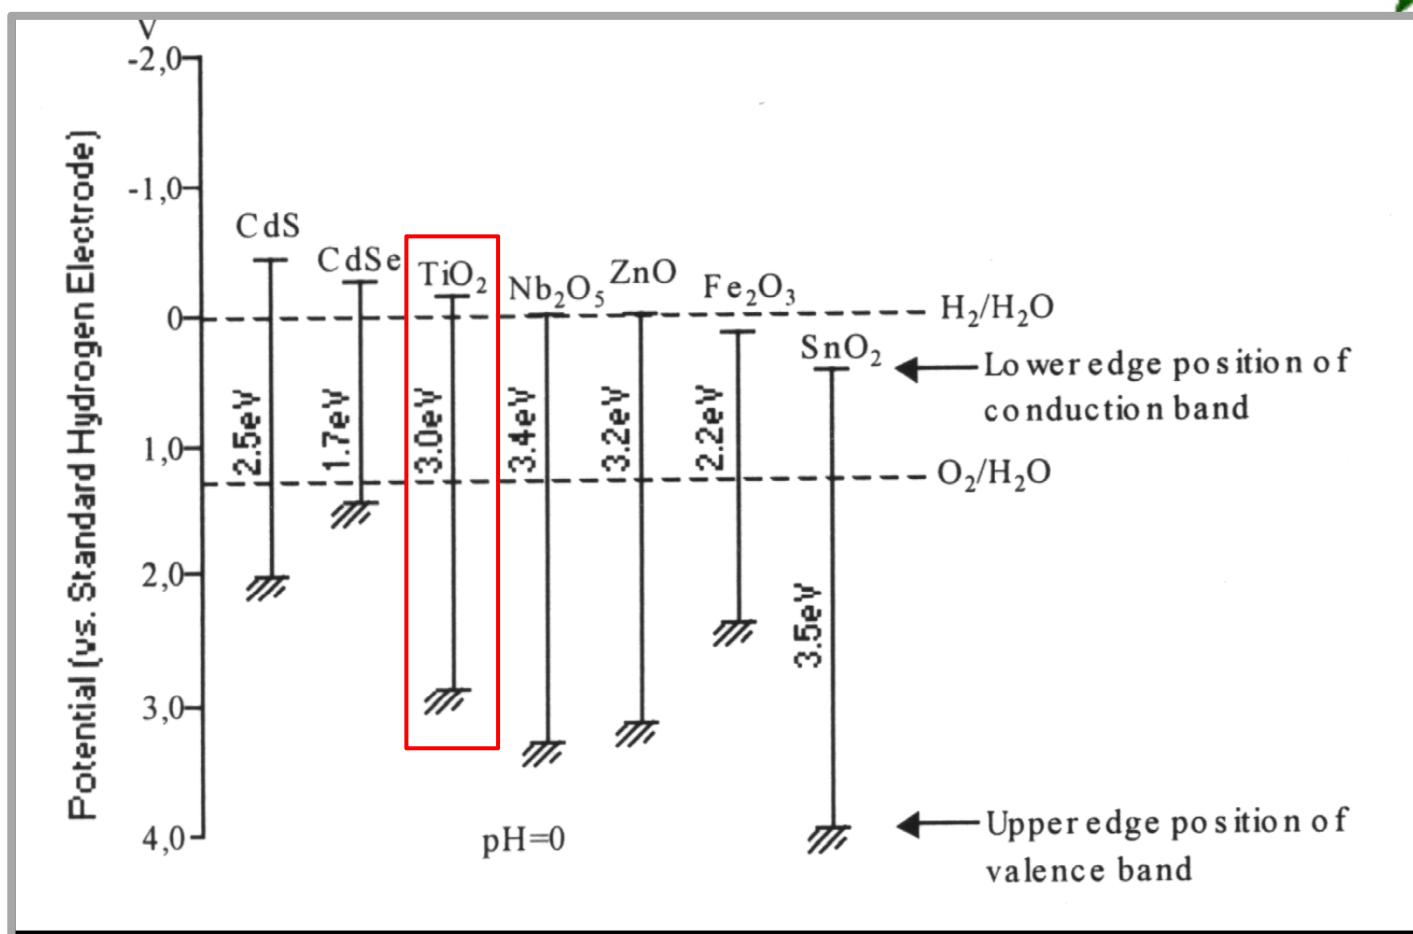 V
-2,0
-1,0
0
1,0
2,0
3,0
4,0
Potential (vs. Standard Hydrogen Electrode)
CdS
CdSe
TiO₂
Nb₂O₅
ZnO
Fe₂O₃
SnO₂
2.5eV
1.7eV
3.0eV
3.4eV
3.2eV
2.2eV
3.5eV
H₂/H₂O
Lower edge position of
conduction band
O₂/H₂O
Upper edge position of
valence band
pH=0